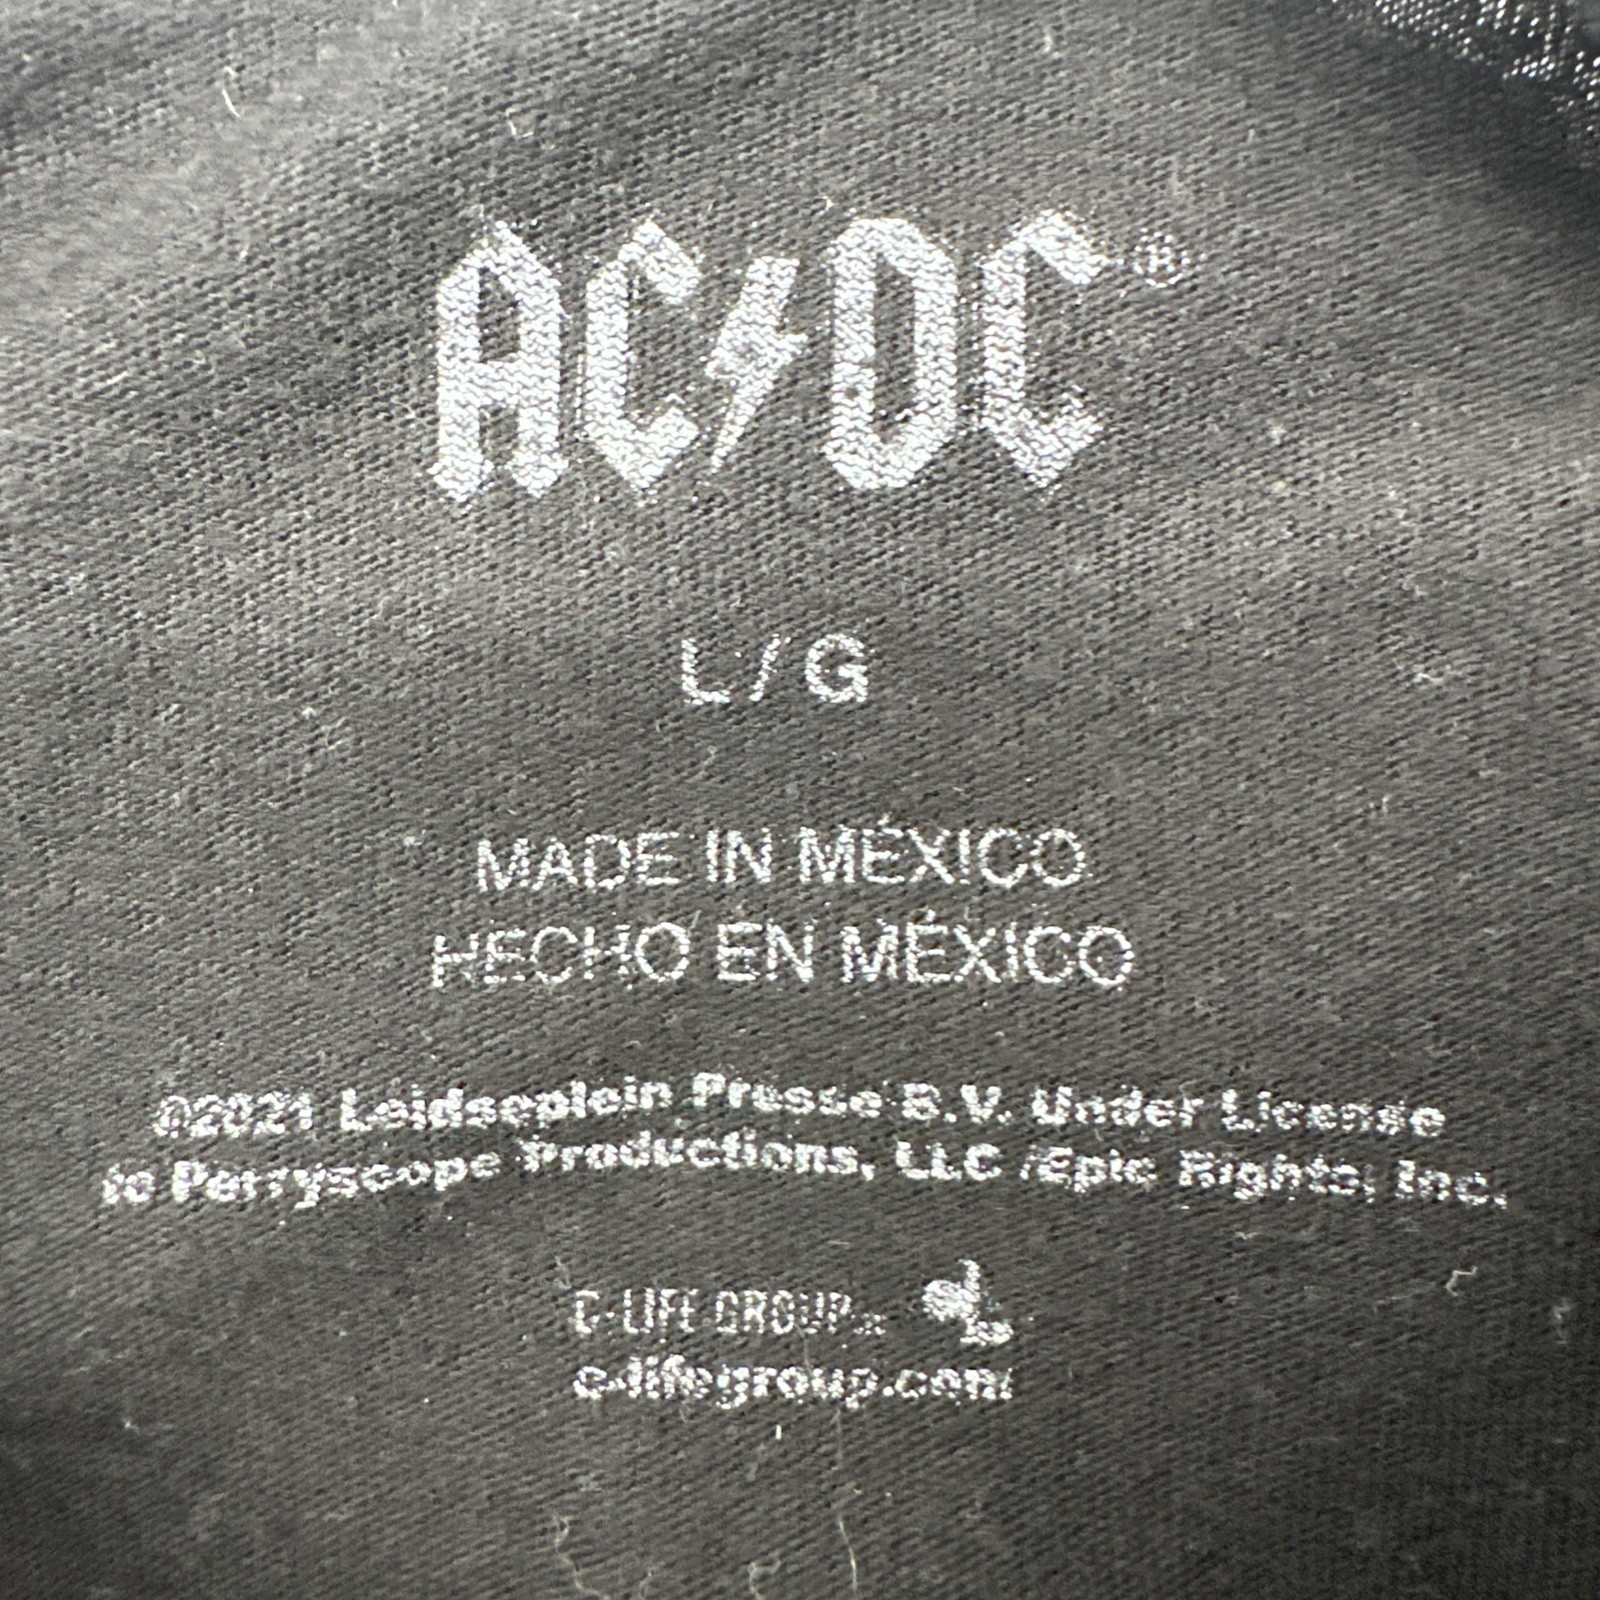 AC⚡DC®
L/G
MADE IN MÉXICO
HECHO EN MÉXICO
©2021 Leidseplein Presse B.V. Under License
to Perryscope Productions, LLC /Epic Rights, Inc.
C-LIFE GROUP
c-lifegroup.com